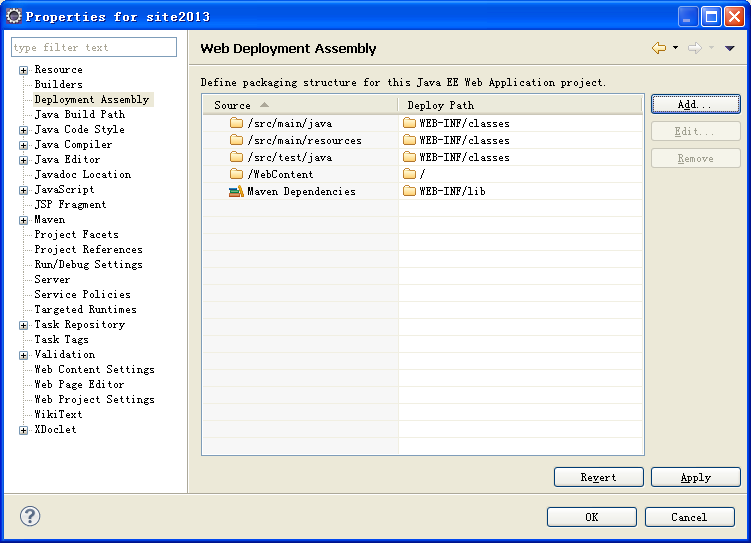 Properties for site2013
type filter text
Resource
Builders
Deployment Assembly
Java Build Path
Java Code Style
Java Compiler
Java Editor
Javadoc Location
JavaScript
JSP Fragment
Maven
Project Facets
Project References
Run/Debug Settings
Server
Service Policies
Targeted Runtimes
Task Repository
Task Tags
Validation
Web Content Settings
Web Page Editor
Web Project Settings
WikiText
XDoclet
Web Deployment Assembly
Define packaging structure for this Java EE Web Application project.
Source Deploy Path
/src/main/java WEB-INF/classes
/src/main/resources WEB-INF/classes
/src/test/java WEB-INF/classes
/WebContent /
Maven Dependencies WEB-INF/lib
Add...
Edit...
Remove
Revert Apply
? OK Cancel